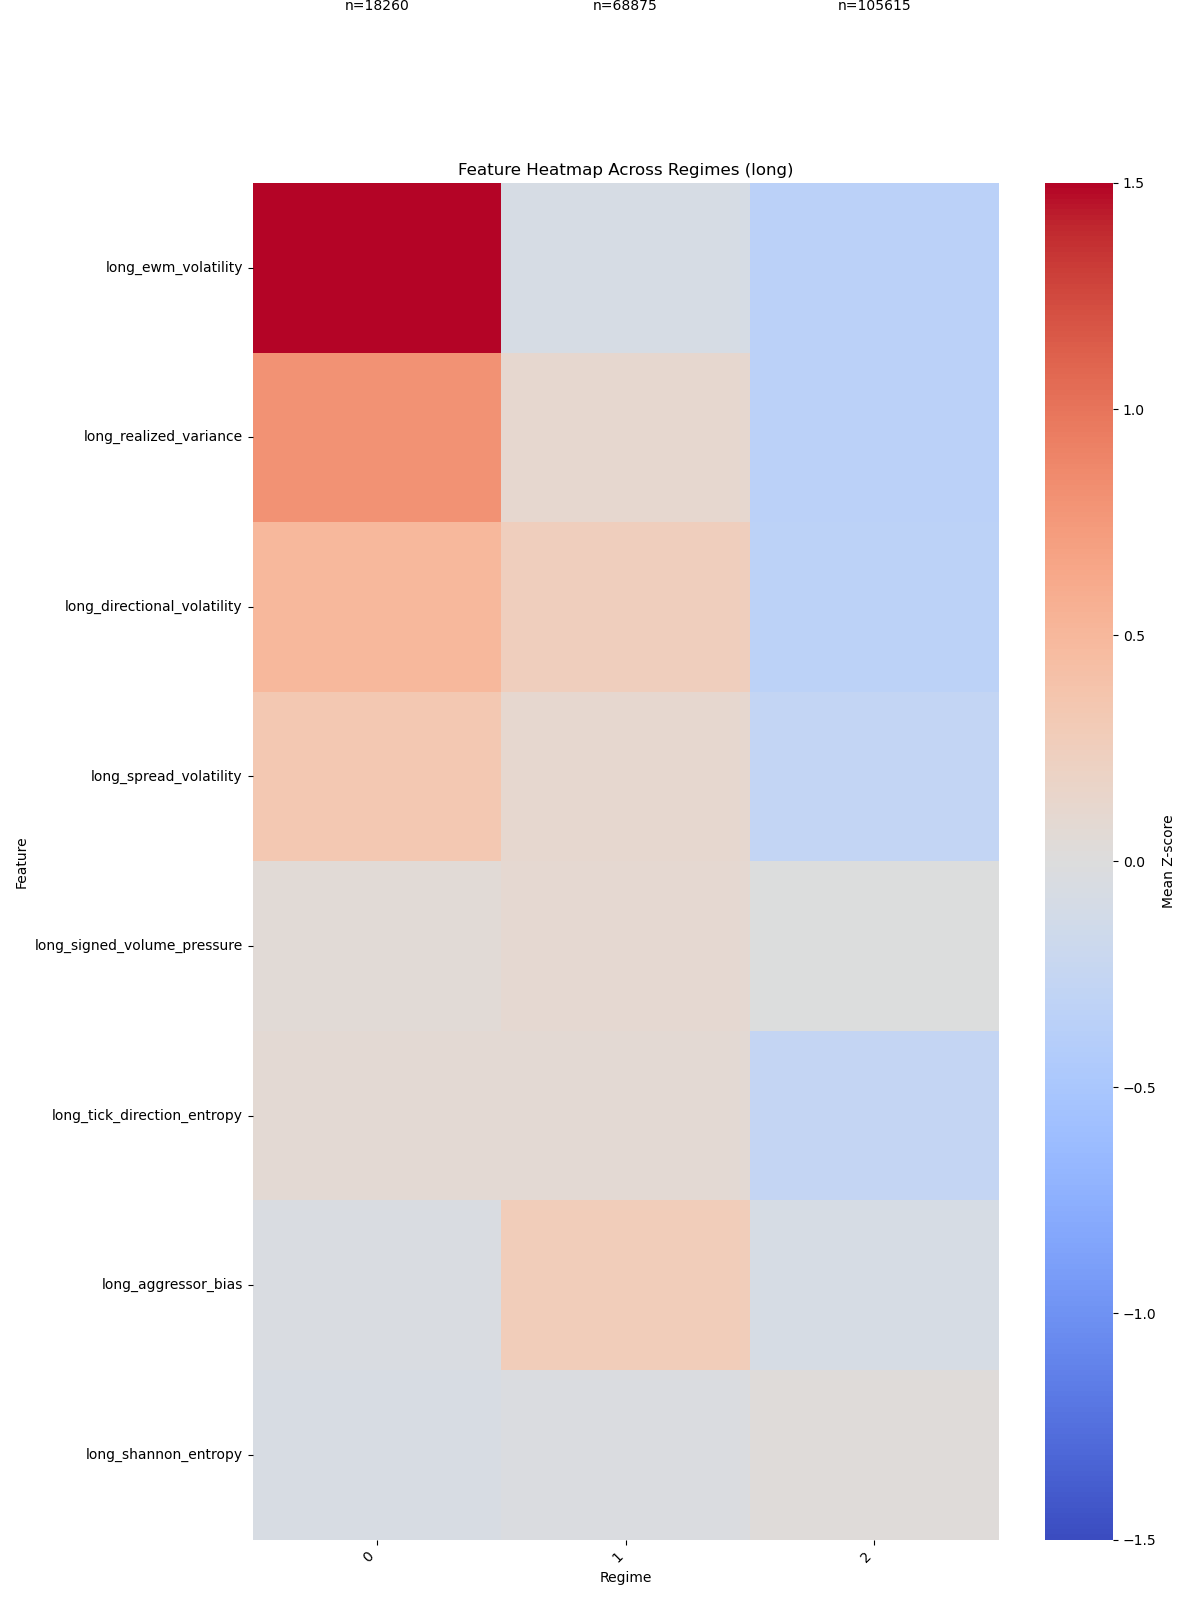 n=18260 n=68875 n=105615
Feature Heatmap Across Regimes (long)
long_ewm_volatility
long_realized_variance
long_directional_volatility
long_spread_volatility
long_signed_volume_pressure
long_tick_direction_entropy
long_aggressor_bias
long_shannon_entropy
Feature
0 1 2
Regime
1.5
1.0
0.5
0.0
−0.5
−1.0
−1.5
Mean Z-score